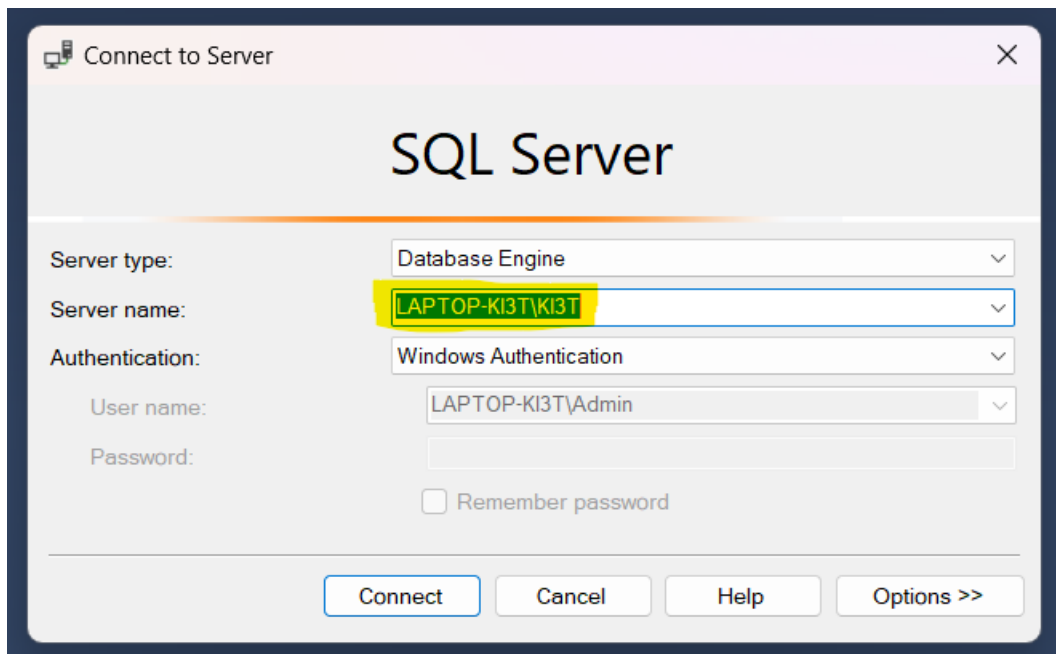 Connect to Server
SQL Server
Server type: Database Engine
Server name: LAPTOP-KI3T\KI3T
Authentication: Windows Authentication
User name: LAPTOP-KI3T\Admin
Password:
Remember password
Connect Cancel Help Options >>